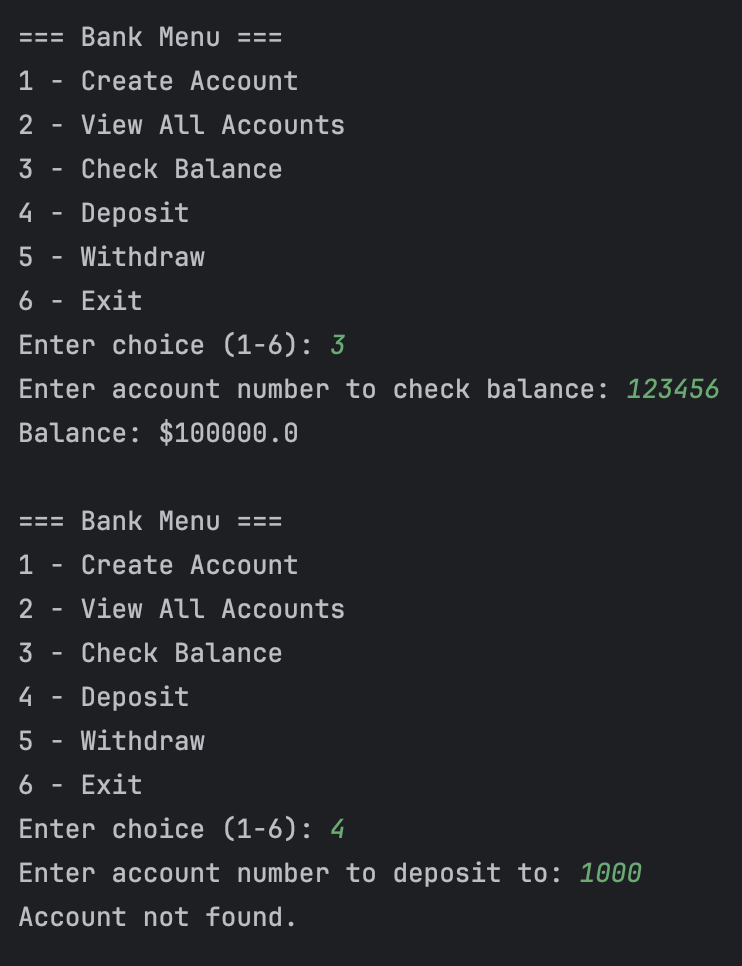 === Bank Menu ===
1 - Create Account
2 - View All Accounts
3 - Check Balance
4 - Deposit
5 - Withdraw
6 - Exit
Enter choice (1-6): 3
Enter account number to check balance: 123456
Balance: $100000.0

=== Bank Menu ===
1 - Create Account
2 - View All Accounts
3 - Check Balance
4 - Deposit
5 - Withdraw
6 - Exit
Enter choice (1-6): 4
Enter account number to deposit to: 1000
Account not found.